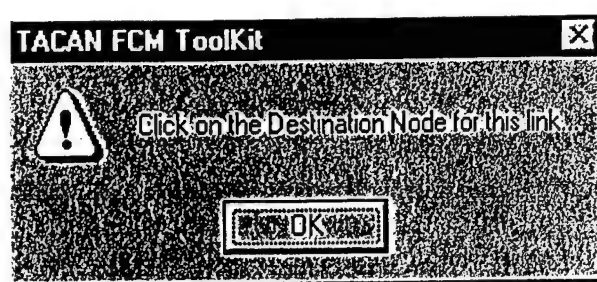 TACAN FCM ToolKit
Click on the Destination Node for this link...
OK